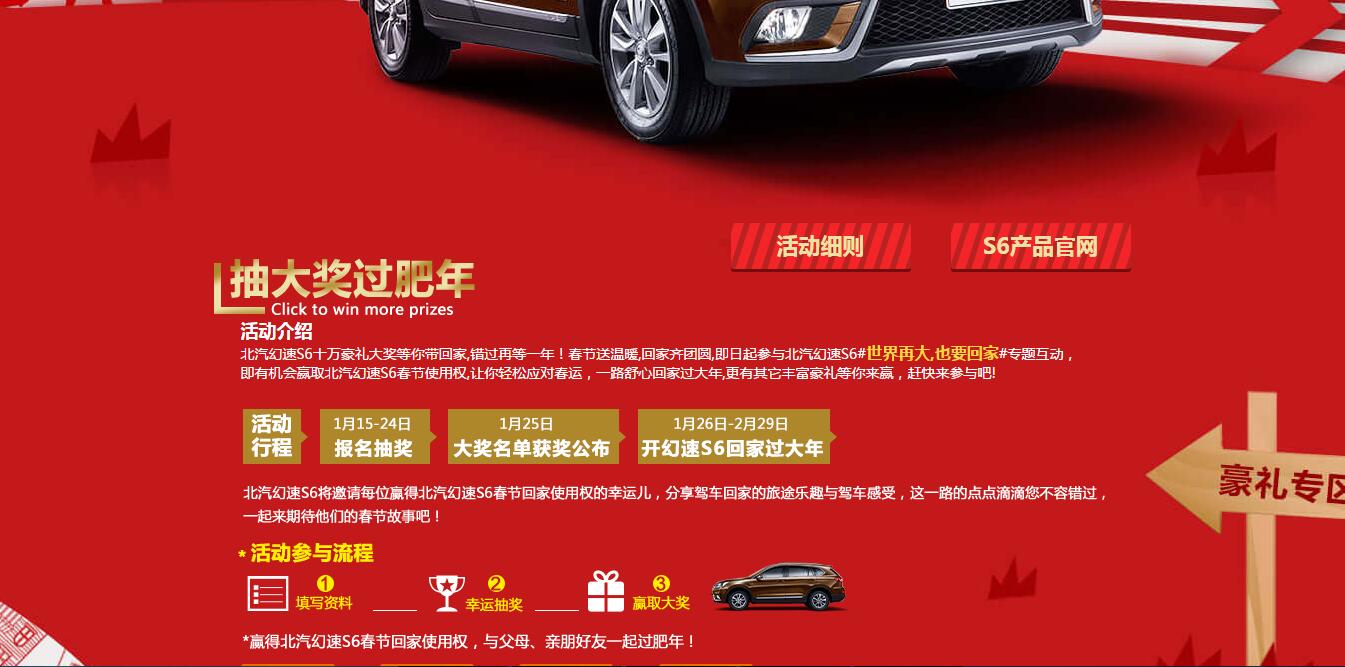 活动细则
S6产品官网
抽大奖过肥年
Click to win more prizes
活动介绍
北汽幻速S6十万豪礼大奖等你带回家,错过再等一年！春节送温暖,回家齐团圆,即日起参与北汽幻速S6#世界再大,也要回家#专题互动，
即有机会赢取北汽幻速S6春节使用权,让你轻松应对春运，一路舒心回家过大年,更有其它丰富豪礼等你来赢，赶快来参与吧!
活动
行程
1月15-24日
报名抽奖
1月25日
大奖名单获奖公布
1月26日-2月29日
开幻速S6回家过大年
豪礼专区
北汽幻速S6将邀请每位赢得北汽幻速S6春节回家使用权的幸运儿，分享驾车回家的旅途乐趣与驾车感受，这一路的点点滴滴您不容错过，
一起来期待他们的春节故事吧！
* 活动参与流程
1
填写资料
2
幸运抽奖
3
赢取大奖
*赢得北汽幻速S6春节回家使用权，与父母、亲朋好友一起过肥年！